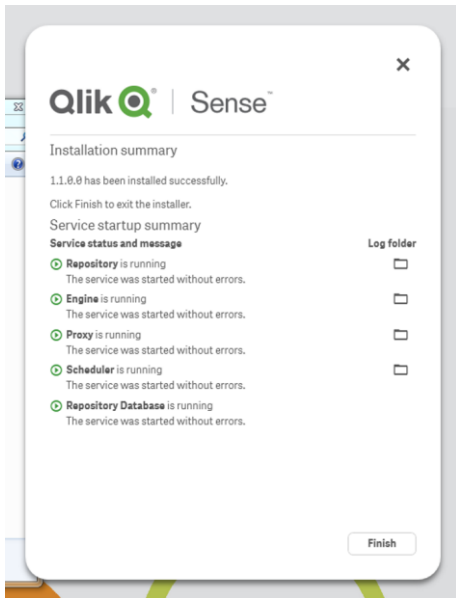 Qlik Q® | Sense™
Installation summary
1.1.0.0 has been installed successfully.
Click Finish to exit the installer.
Service startup summary
Service status and message Log folder
Repository is running
The service was started without errors.
Engine is running
The service was started without errors.
Proxy is running
The service was started without errors.
Scheduler is running
The service was started without errors.
Repository Database is running
The service was started without errors.
Finish